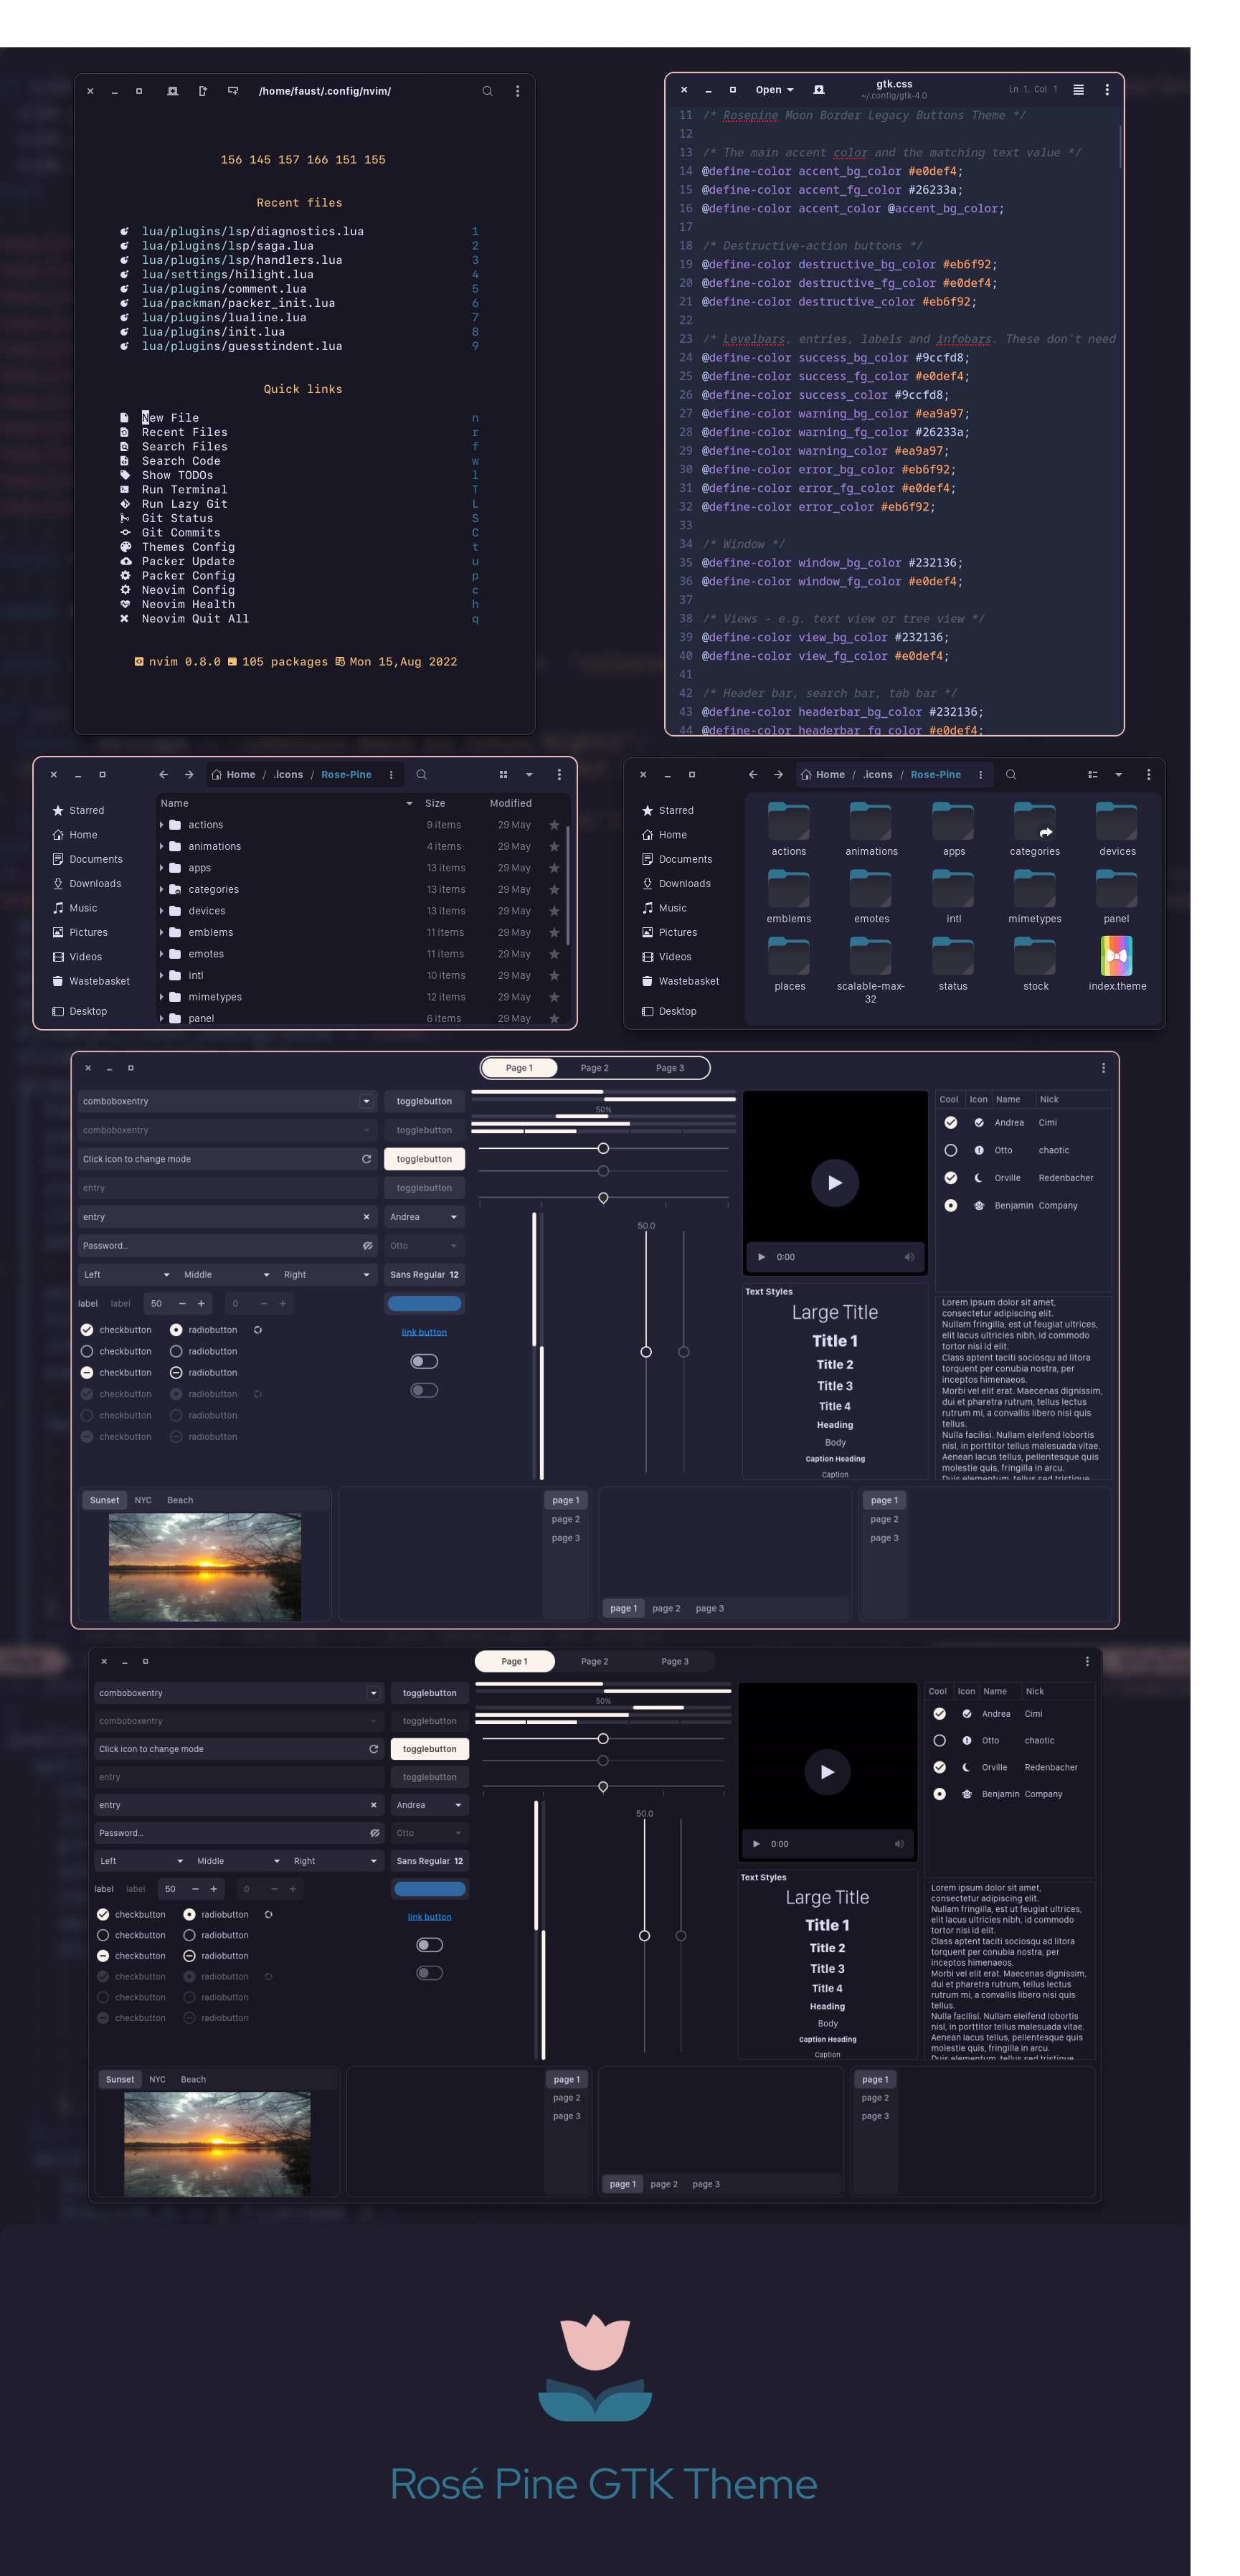 /home/faust/.config/nvim/
156 145 157 166 151 155
Recent files
lua/plugins/lsp/diagnostics.lua 1
lua/plugins/lsp/saga.lua 2
lua/plugins/lsp/handlers.lua 3
lua/settings/hilight.lua 4
lua/plugins/comment.lua 5
lua/packman/packer_init.lua 6
lua/plugins/lualine.lua 7
lua/plugins/init.lua 8
lua/plugins/guesstindent.lua 9
Quick links
New File n
Recent Files r
Search Files f
Search Code w
Show TODOs l
Run Terminal T
Run Lazy Git L
Git Status S
Git Commits C
Themes Config t
Packer Update u
Packer Config p
Neovim Config c
Neovim Health h
Neovim Quit All q
nvim 0.8.0 105 packages Mon 15,Aug 2022
Open gtk.css Ln 1, Col 1
~/.config/gtk-4.0
11 /* Rosepine Moon Border Legacy Buttons Theme */
12
13 /* The main accent color and the matching text value */
14 @define-color accent_bg_color #e0def4;
15 @define-color accent_fg_color #26233a;
16 @define-color accent_color @accent_bg_color;
17
18 /* Destructive-action buttons */
19 @define-color destructive_bg_color #eb6f92;
20 @define-color destructive_fg_color #e0def4;
21 @define-color destructive_color #eb6f92;
22
23 /* Levelbars, entries, labels and infobars. These don't need
24 @define-color success_bg_color #9ccfd8;
25 @define-color success_fg_color #e0def4;
26 @define-color success_color #9ccfd8;
27 @define-color warning_bg_color #ea9a97;
28 @define-color warning_fg_color #26233a;
29 @define-color warning_color #ea9a97;
30 @define-color error_bg_color #eb6f92;
31 @define-color error_fg_color #e0def4;
32 @define-color error_color #eb6f92;
33
34 /* Window */
35 @define-color window_bg_color #232136;
36 @define-color window_fg_color #e0def4;
37
38 /* Views - e.g. text view or tree view */
39 @define-color view_bg_color #232136;
40 @define-color view_fg_color #e0def4;
41
42 /* Header bar, search bar, tab bar */
43 @define-color headerbar_bg_color #232136;
44 @define-color headerbar_fg_color #e0def4;
Home / .icons / Rose-Pine
Starred
Home
Documents
Downloads
Music
Pictures
Videos
Wastebasket
Desktop
Name Size Modified
actions 9 items 29 May
animations 4 items 29 May
apps 13 items 29 May
categories 13 items 29 May
devices 13 items 29 May
emblems 11 items 29 May
emotes 11 items 29 May
intl 10 items 29 May
mimetypes 12 items 29 May
panel 6 items 29 May
Home / .icons / Rose-Pine
Starred
Home
Documents
Downloads
Music
Pictures
Videos
Wastebasket
Desktop
actions animations apps categories devices
emblems emotes intl mimetypes panel
places scalable-max-32 status stock index.theme
Page 1 Page 2 Page 3
comboboxentry
comboboxentry
Click icon to change mode
entry
entry
Password...
Left Middle Right
label label 50 0
checkbutton radiobutton
checkbutton radiobutton
checkbutton radiobutton
checkbutton radiobutton
checkbutton radiobutton
checkbutton radiobutton
togglebutton
togglebutton
togglebutton
togglebutton
Andrea
Otto
Sans Regular 12
link button
50%
50.0
0:00
Text Styles
Large Title
Title 1
Title 2
Title 3
Title 4
Heading
Body
Caption Heading
Caption
Cool Icon Name Nick
Andrea Cimi
Otto chaotic
Orville Redenbacher
Benjamin Company
Lorem ipsum dolor sit amet,
consectetur adipiscing elit.
Nullam fringilla, est ut feugiat ultrices,
elit lacus ultricies nibh, id commodo
tortor nisi id elit.
Class aptent taciti sociosqu ad litora
torquent per conubia nostra, per
inceptos himenaeos.
Morbi vel elit erat. Maecenas dignissim,
dui et pharetra rutrum, tellus lectus
rutrum mi, a convallis libero nisi quis
tellus.
Nulla facilisi. Nullam eleifend lobortis
nisl, in porttitor tellus malesuada vitae.
Aenean lacus tellus, pellentesque quis
molestie quis, fringilla in arcu.
Duis elementum, tellus sed tristique
Sunset NYC Beach
page 1
page 2
page 3
page 1 page 2 page 3
page 1
page 2
page 3
Page 1 Page 2 Page 3
comboboxentry
comboboxentry
Click icon to change mode
entry
entry
Password...
Left Middle Right
label label 50 0
checkbutton radiobutton
checkbutton radiobutton
checkbutton radiobutton
checkbutton radiobutton
checkbutton radiobutton
checkbutton radiobutton
togglebutton
togglebutton
togglebutton
togglebutton
Andrea
Otto
Sans Regular 12
link button
50%
50.0
0:00
Text Styles
Large Title
Title 1
Title 2
Title 3
Title 4
Heading
Body
Caption Heading
Caption
Cool Icon Name Nick
Andrea Cimi
Otto chaotic
Orville Redenbacher
Benjamin Company
Lorem ipsum dolor sit amet,
consectetur adipiscing elit.
Nullam fringilla, est ut feugiat ultrices,
elit lacus ultricies nibh, id commodo
tortor nisi id elit.
Class aptent taciti sociosqu ad litora
torquent per conubia nostra, per
inceptos himenaeos.
Morbi vel elit erat. Maecenas dignissim,
dui et pharetra rutrum, tellus lectus
rutrum mi, a convallis libero nisi quis
tellus.
Nulla facilisi. Nullam eleifend lobortis
nisl, in porttitor tellus malesuada vitae.
Aenean lacus tellus, pellentesque quis
molestie quis, fringilla in arcu.
Duis elementum, tellus sed tristique
Sunset NYC Beach
page 1
page 2
page 3
page 1 page 2 page 3
page 1
page 2
page 3
Rosé Pine GTK Theme